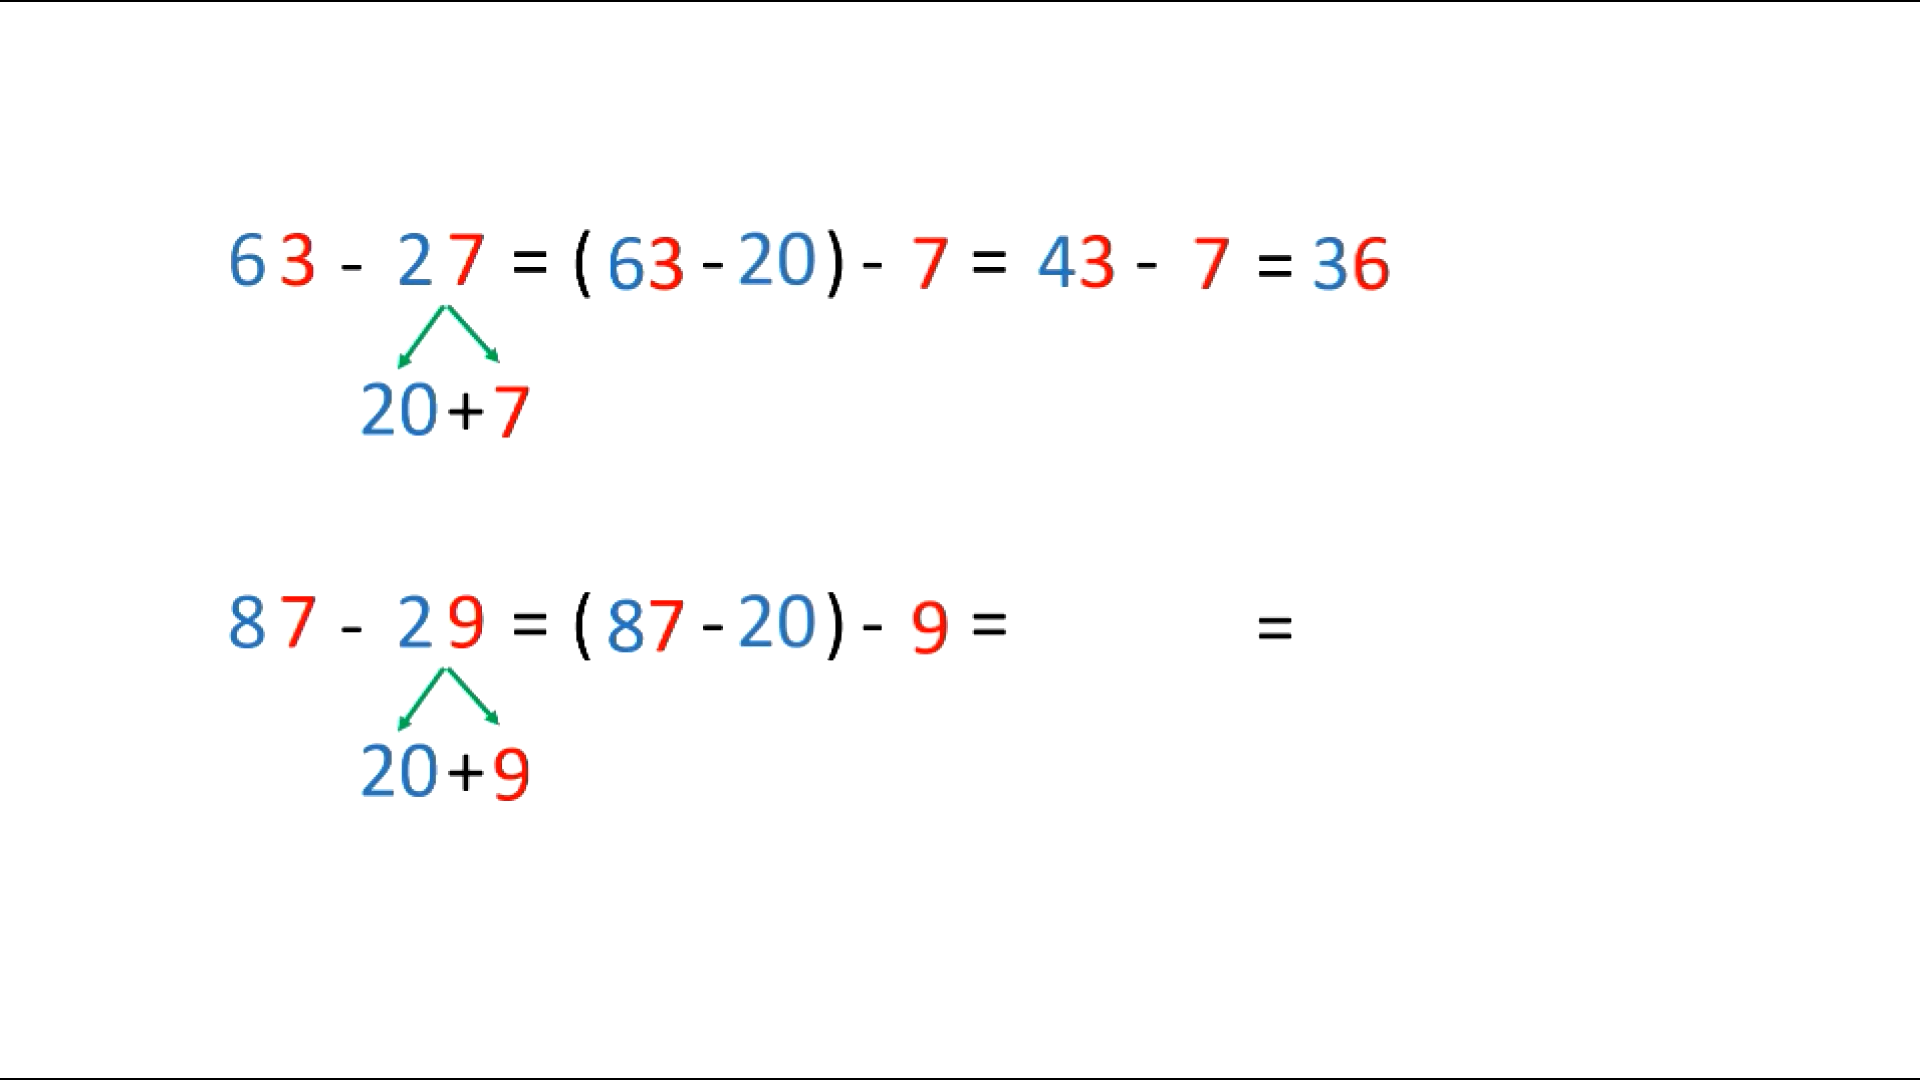 63 - 27 = (63 - 20) - 7 = 43 - 7 = 36
20+7
87 - 29 = (87 - 20) - 9 = =
20+9